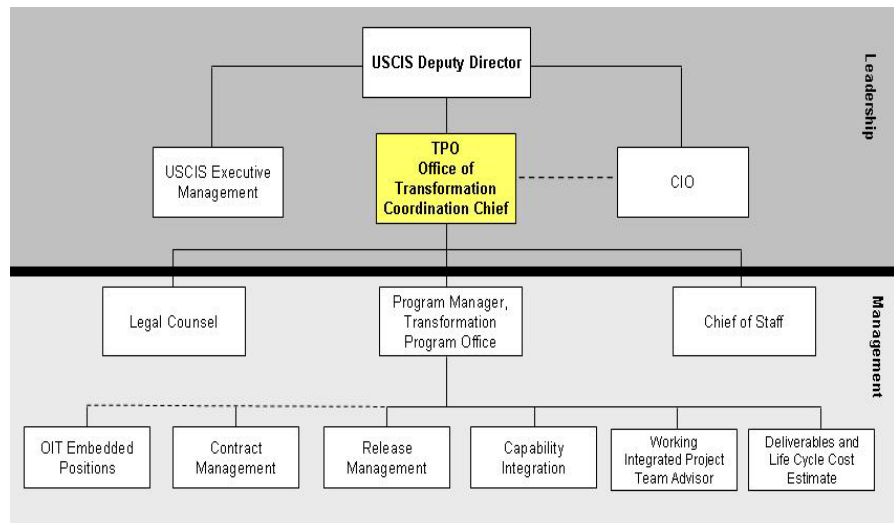 USCIS Deputy Director
Leadership
USCIS Executive
Management
TPO
Office of
Transformation
Coordination Chief
CIO
Legal Counsel
Program Manager,
Transformation
Program Office
Chief of Staff
Management
OIT Embedded
Positions
Contract
Management
Release
Management
Capability
Integration
Working
Integrated Project
Team Advisor
Deliverables and
Life Cycle Cost
Estimate